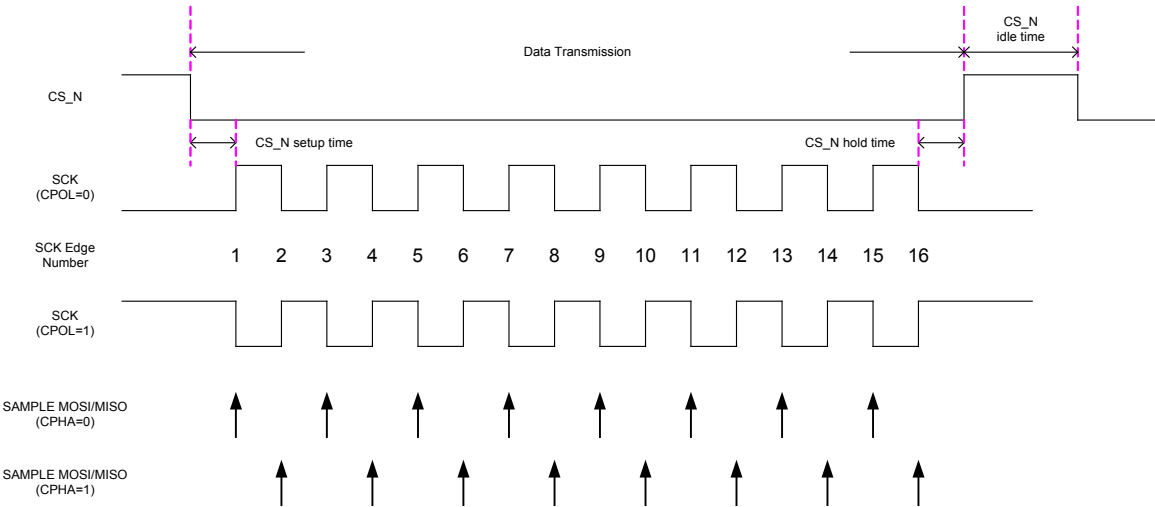 CS_N
idle time
Data Transmission
CS_N
CS_N setup time
CS_N hold time
SCK
(CPOL=0)
SCK Edge
Number
1 2 3 4 5 6 7 8 9 10 11 12 13 14 15 16
SCK
(CPOL=1)
SAMPLE MOSI/MISO
(CPHA=0)
SAMPLE MOSI/MISO
(CPHA=1)